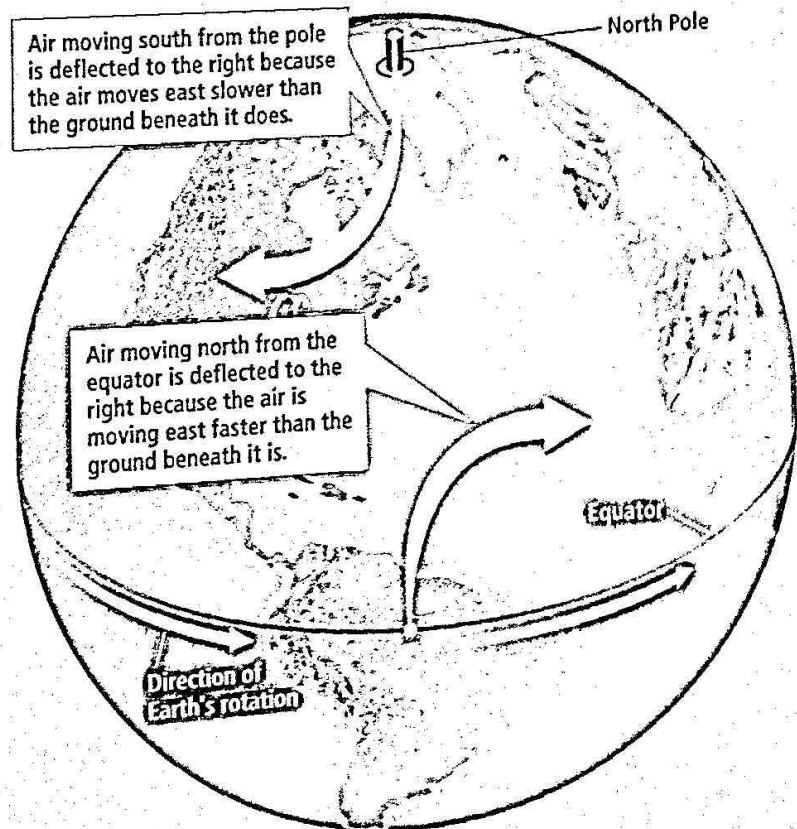 Air moving south from the pole
is deflected to the right because
the air moves east slower than
the ground beneath it does.
North Pole
Air moving north from the
equator is deflected to the
right because the air is
moving east faster than the
ground beneath it is.
Equator
Direction of
Earth's rotation